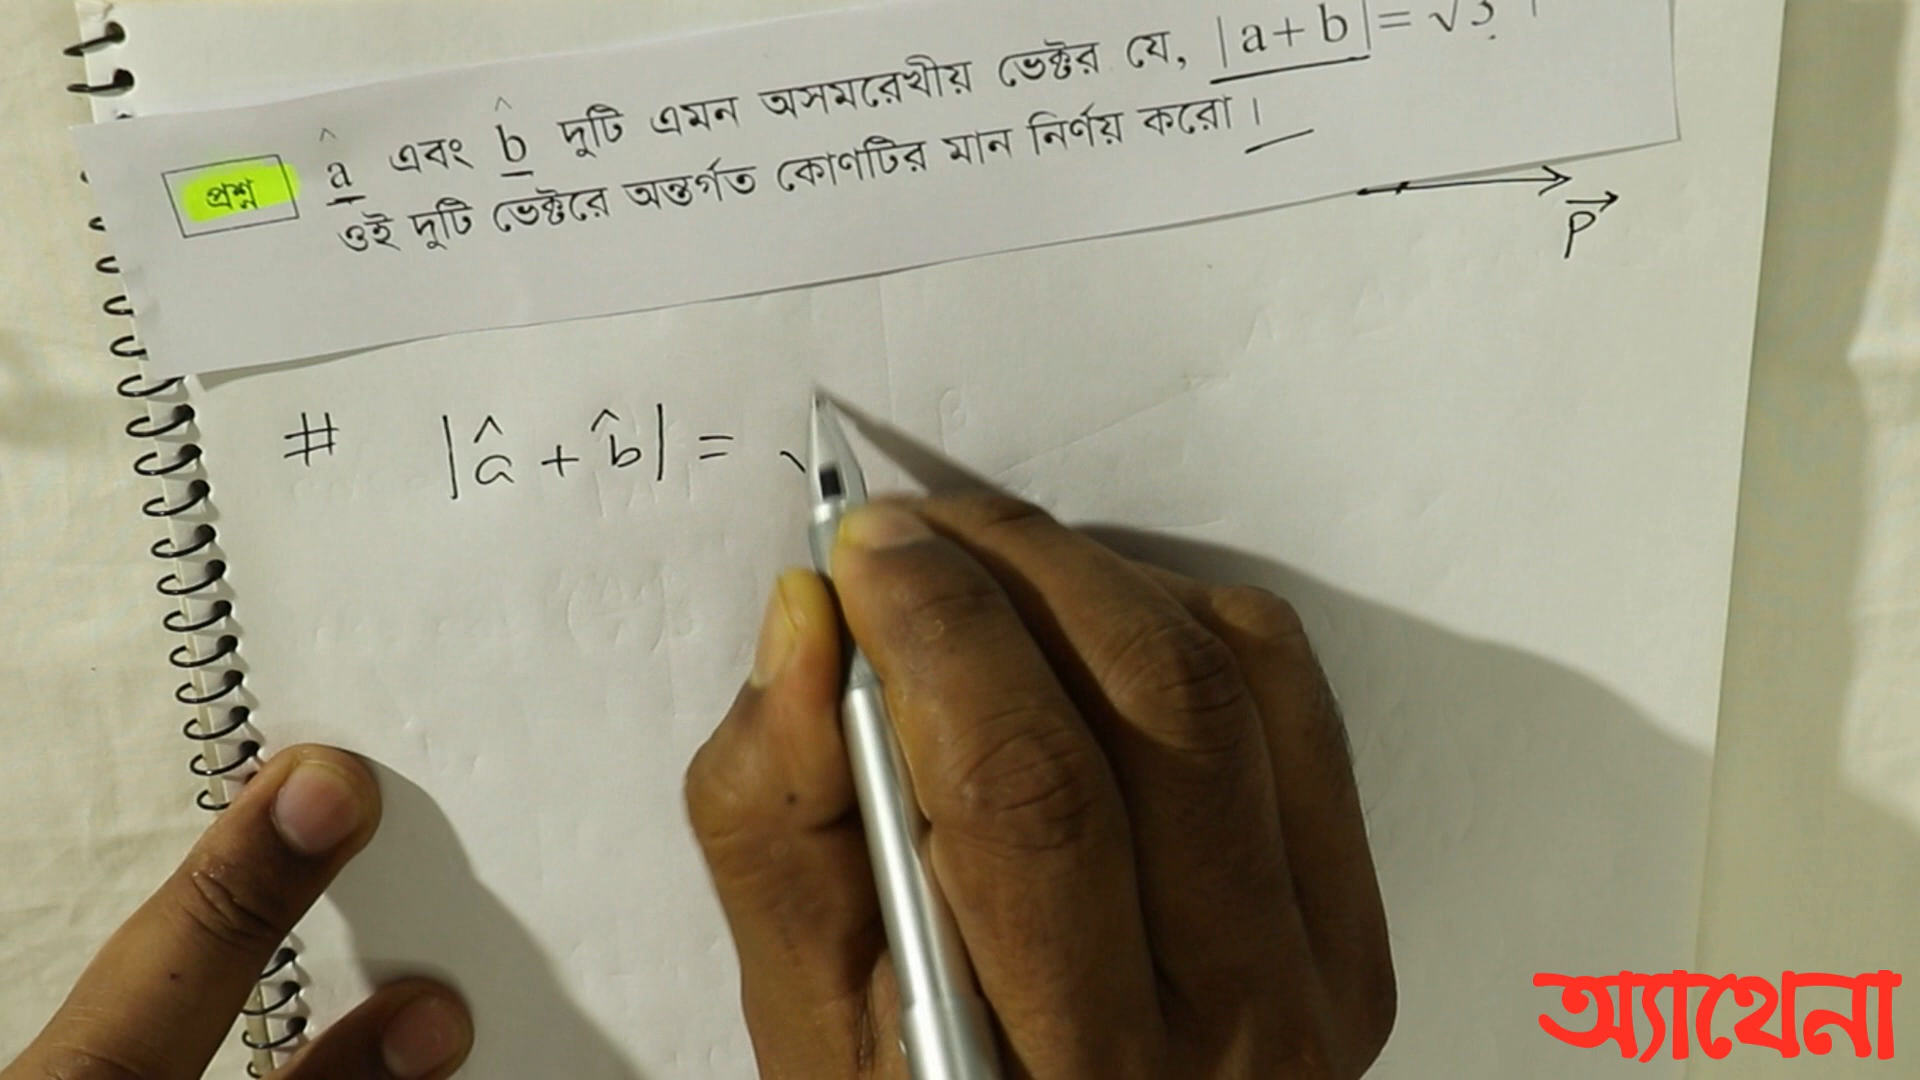 প্রশ্ন â এবং b̂ দুটি এমন অসমরেখীয় ভেক্টর যে, |a+b|= √3 ।
ওই দুটি ভেক্টরে অন্তর্গত কোণটির মান নির্ণয় করো।
P⃗
# |â + b̂| = √
অ্যাথেনা